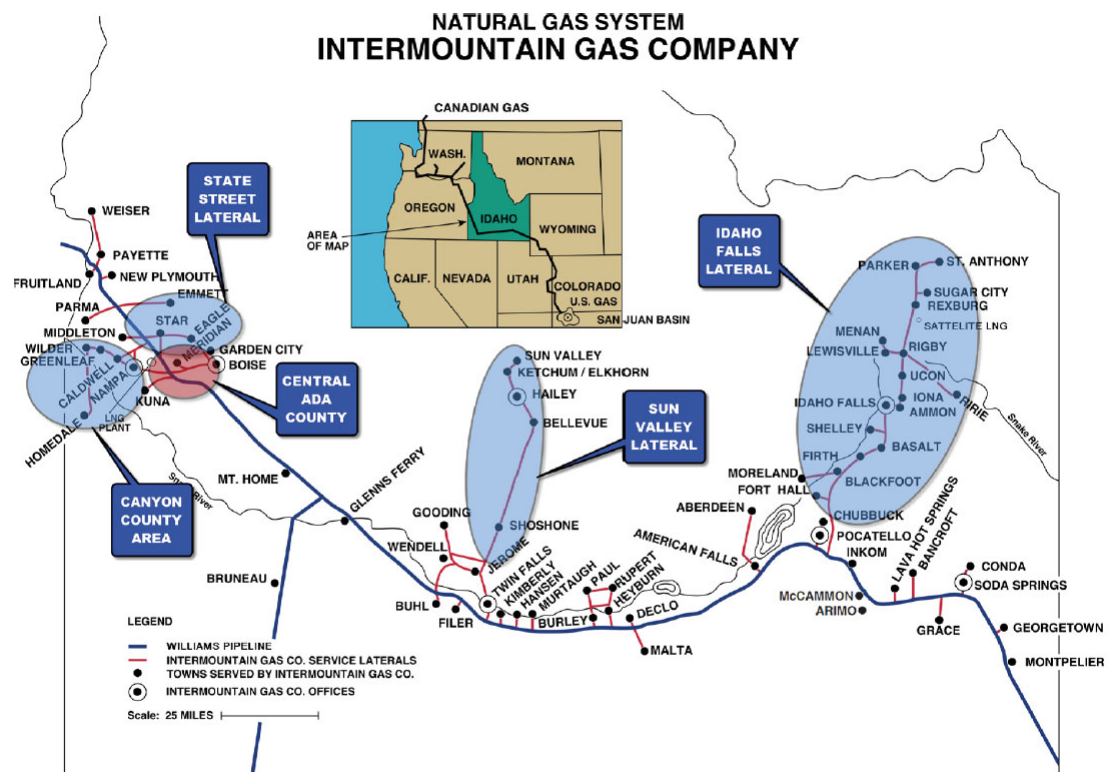 NATURAL GAS SYSTEM
INTERMOUNTAIN GAS COMPANY
CANADIAN GAS
WASH.
MONTANA
OREGON
IDAHO
WYOMING
AREA
OF MAP
CALIF.
NEVADA
UTAH
COLORADO
U.S. GAS
SAN JUAN BASIN
STATE
STREET
LATERAL
IDAHO
FALLS
LATERAL
WEISER
PAYETTE
FRUITLAND
NEW PLYMOUTH
EMMETT
PARMA
STAR
EAGLE
MIDDLETON
MERIDIAN
WILDER
GREENLEAF
GARDEN CITY
BOISE
CALDWELL
NAMPA
KUNA
LNG
PLANT
HOMEDALE
CENTRAL
ADA
COUNTY
CANYON
COUNTY
AREA
MT. HOME
GLENNS FERRY
BRUNEAU
SUN VALLEY
KETCHUM / ELKHORN
HAILEY
BELLEVUE
SHOSHONE
SUN
VALLEY
LATERAL
GOODING
WENDELL
JEROME
BUHL
FILER
TWIN FALLS
KIMBERLY
HANSEN
MURTAUGH
BURLEY
PAUL
RUPERT
HEYBURN
DECLO
MALTA
ABERDEEN
AMERICAN FALLS
PARKER
ST. ANTHONY
SUGAR CITY
REXBURG
SATTELITE LNG
MENAN
LEWISVILLE
RIGBY
UCON
RIRIE
IDAHO FALLS
IONA
AMMON
Snake River
SHELLEY
BASALT
FIRTH
MORELAND
BLACKFOOT
FORT HALL
CHUBBUCK
POCATELLO
INKOM
LAVA HOT SPRINGS
BANCROFT
McCAMMON
ARIMO
CONDA
SODA SPRINGS
GRACE
GEORGETOWN
MONTPELIER
LEGEND
WILLIAMS PIPELINE
INTERMOUNTAIN GAS CO. SERVICE LATERALS
TOWNS SERVED BY INTERMOUNTAIN GAS CO.
INTERMOUNTAIN GAS CO. OFFICES
Scale: 25 MILES